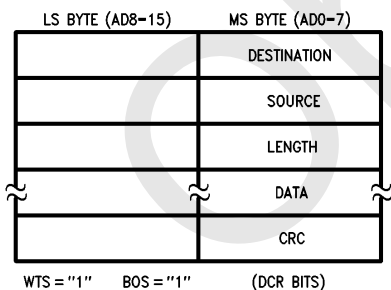 LS BYTE (AD8-15) MS BYTE (AD0-7)
DESTINATION
SOURCE
LENGTH
DATA
CRC
WTS = "1" BOS = "1" (DCR BITS)